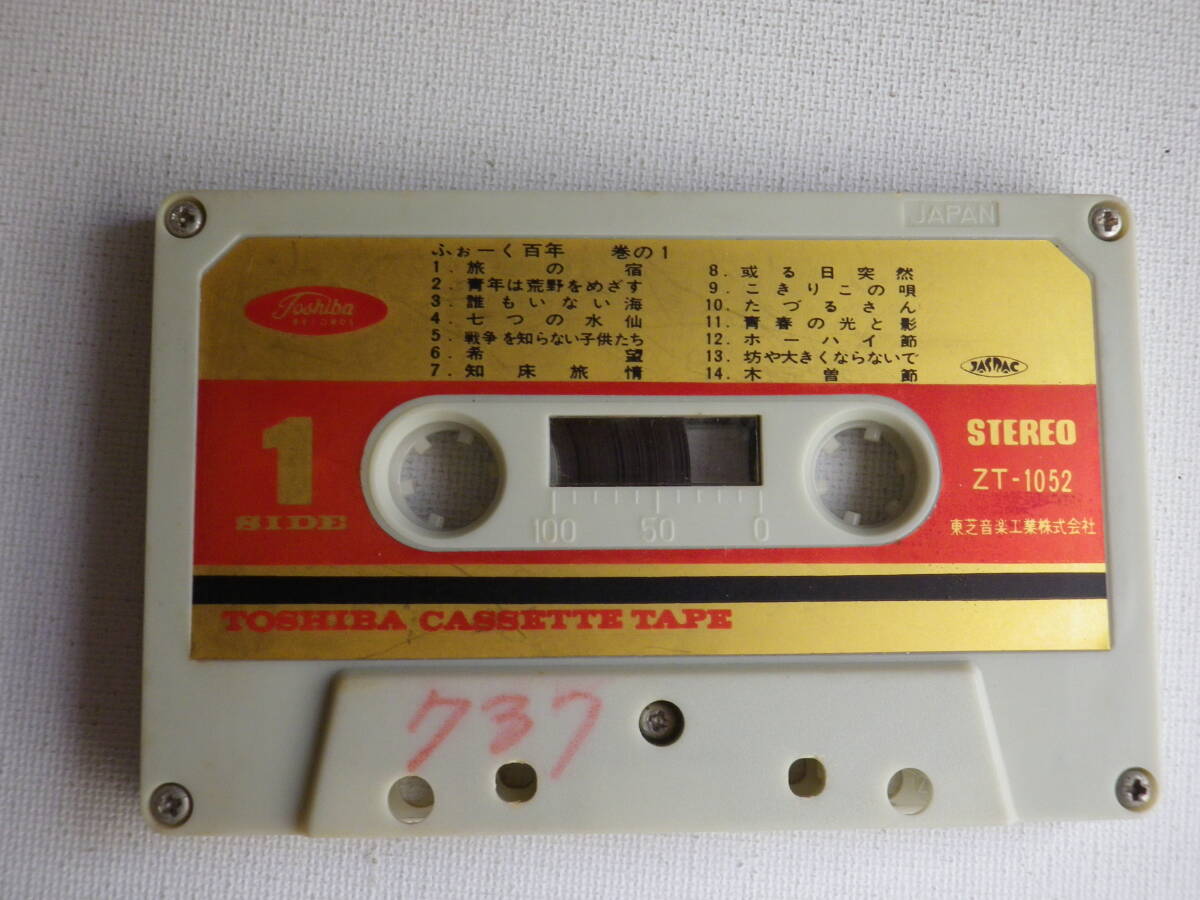 JAPAN
ふぉーく百年 巻の1
1. 旅の宿
2. 青年は荒野をめざす
3. 誰もいない海
4. 七つの水仙
5. 戦争を知らない子供たち
6. 希望
7. 知床旅情
8. 或る日突然
9. こきりこの唄
10. たづるさん
11. 青春の光と影
12. ホーハイ節
13. 坊や大きくならないで
14. 木曽節
Toshiba
RECORDS
JASRAC
1
SIDE
100 50 0
STEREO
ZT-1052
東芝音楽工業株式会社
TOSHIBA CASSETTE TAPE
737